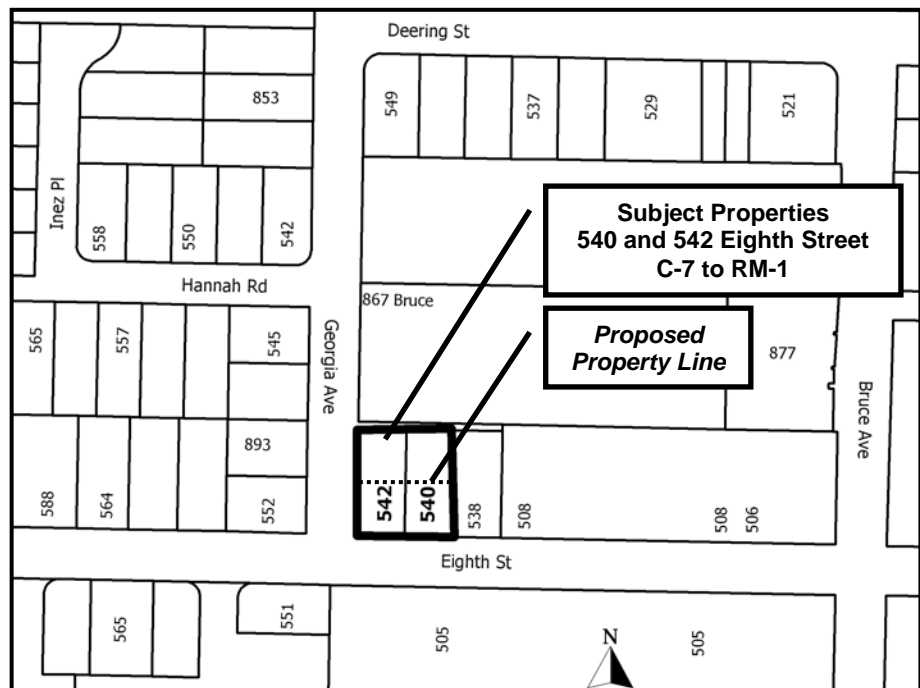 Deering St
549
537
529
521
853
Inez Pl
558
550
542
Subject Properties
540 and 542 Eighth Street
C-7 to RM-1
Hannah Rd
867 Bruce
Proposed
Property Line
565
557
545
Georgia Ave
877
Bruce Ave
893
588
564
552
542
540
538
508
508
506
Eighth St
565
551
505
505
N